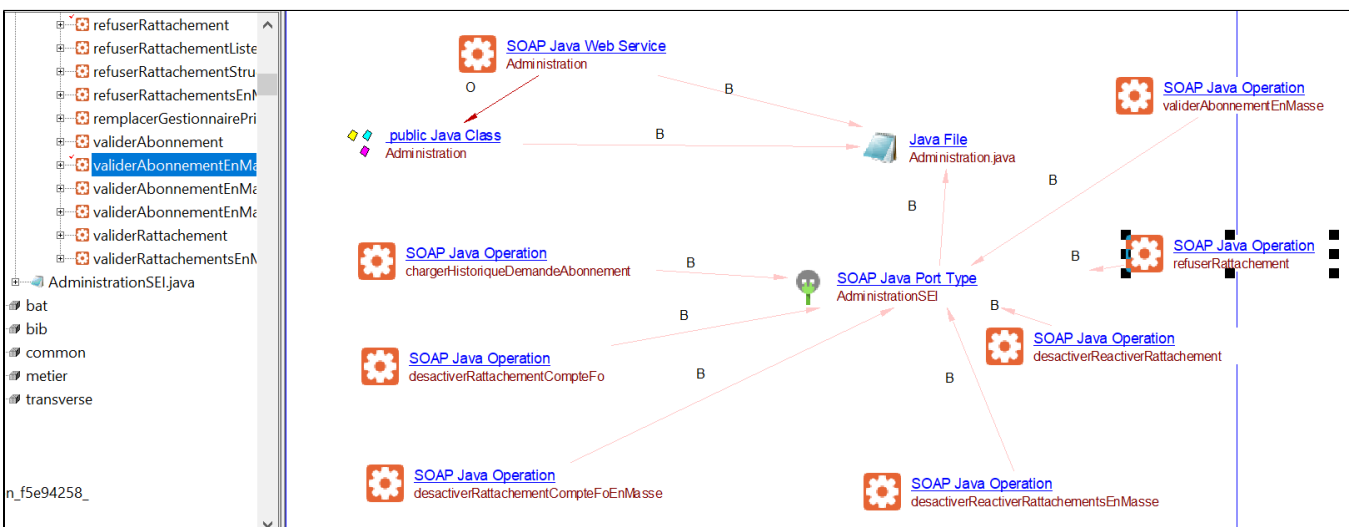 refuserRattachement
refuserRattachementListe
refuserRattachementStru
refuserRattachementsEnM
remplacerGestionnairePri
validerAbonnement
validerAbonnementEnMa
validerAbonnementEnMa
validerAbonnementEnMa
validerRattachement
validerRattachementsEnM
AdministrationSEI.java
bat
bib
common
metier
transverse
n_f5e94258_
SOAP Java Web Service
Administration
O
B
SOAP Java Operation
validerAbonnementEnMasse
public Java Class
Administration
B
Java File
Administration.java
B
B
SOAP Java Operation
chargerHistoriqueDemandeAbonnement
B
SOAP Java Port Type
AdministrationSEI
B
SOAP Java Operation
refuserRattachement
B
B
SOAP Java Operation
desactiverReactiverRattachement
SOAP Java Operation
desactiverRattachementCompteFo
B
B
SOAP Java Operation
desactiverRattachementCompteFoEnMasse
SOAP Java Operation
desactiverReactiverRattachementsEnMasse